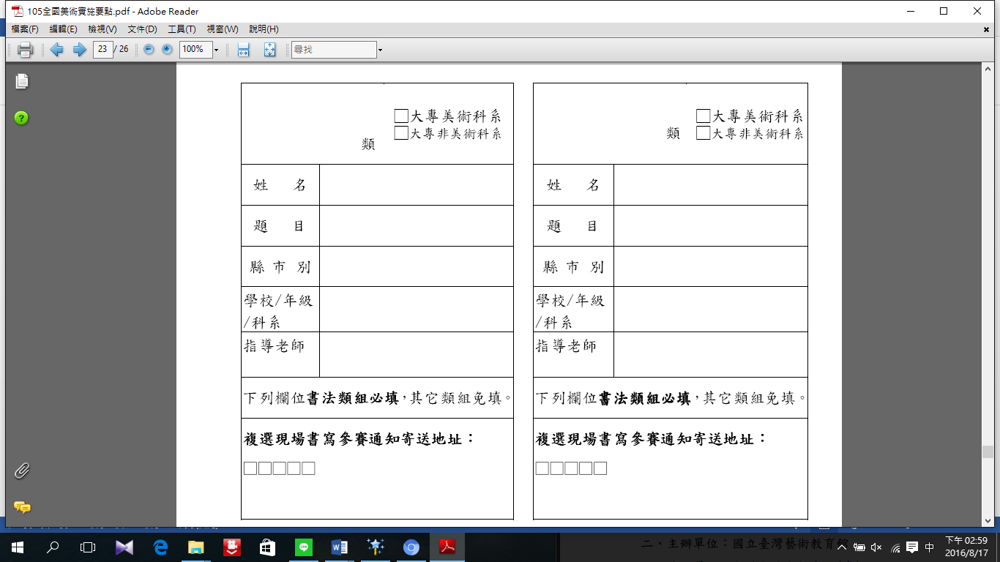 105全國美術實施要點.pdf - Adobe Reader
檔案(F) 編輯(E) 檢視(V) 文件(D) 工具(T) 視窗(W) 說明(H)
23 / 26 100% 尋找
□大專美術科系
□大專非美術科系
類
姓 名
題 目
縣 市 別
學校/年級
/科系
指導老師
下列欄位書法類組必填，其它類組免填。
複選現場書寫參賽通知寄送地址：
□□□□□
□大專美術科系
類 □大專非美術科系
姓 名
題 目
縣 市 別
學校/年級
/科系
指導老師
下列欄位書法類組必填，其它類組免填。
複選現場書寫參賽通知寄送地址：
□□□□□
二、主辦單位：國立臺灣藝術教育館
中
下午 02:59
2016/8/17